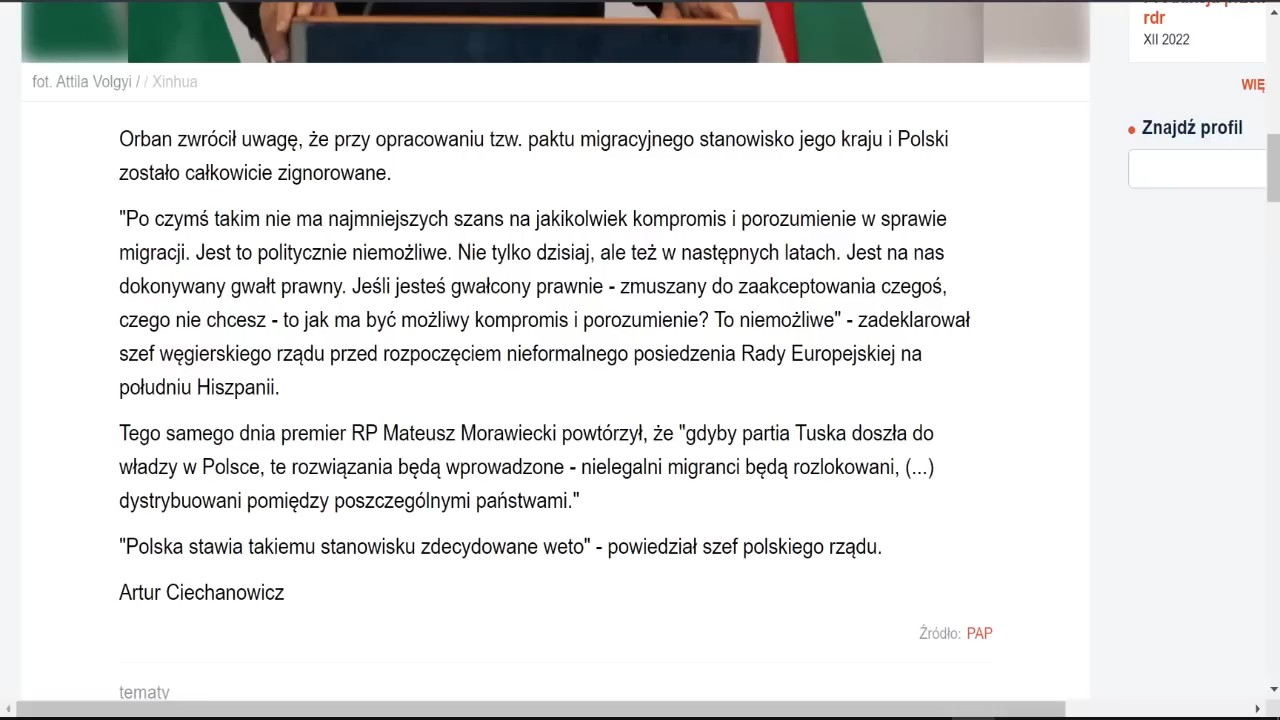 rdr
XII 2022
WIĘ
fot. Attila Volgyi / / Xinhua
Znajdź profil
Orban zwrócił uwagę, że przy opracowaniu tzw. paktu migracyjnego stanowisko jego kraju i Polski
zostało całkowicie zignorowane.
"Po czymś takim nie ma najmniejszych szans na jakikolwiek kompromis i porozumienie w sprawie
migracji. Jest to politycznie niemożliwe. Nie tylko dzisiaj, ale też w następnych latach. Jest na nas
dokonywany gwałt prawny. Jeśli jesteś gwałcony prawnie - zmuszany do zaakceptowania czegoś,
czego nie chcesz - to jak ma być możliwy kompromis i porozumienie? To niemożliwe" - zadeklarował
szef węgierskiego rządu przed rozpoczęciem nieformalnego posiedzenia Rady Europejskiej na
południu Hiszpanii.
Tego samego dnia premier RP Mateusz Morawiecki powtórzył, że "gdyby partia Tuska doszła do
władzy w Polsce, te rozwiązania będą wprowadzone - nielegalni migranci będą rozlokowani, (...)
dystrybuowani pomiędzy poszczególnymi państwami."
"Polska stawia takiemu stanowisku zdecydowane weto" - powiedział szef polskiego rządu.
Artur Ciechanowicz
Źródło: PAP
tematy